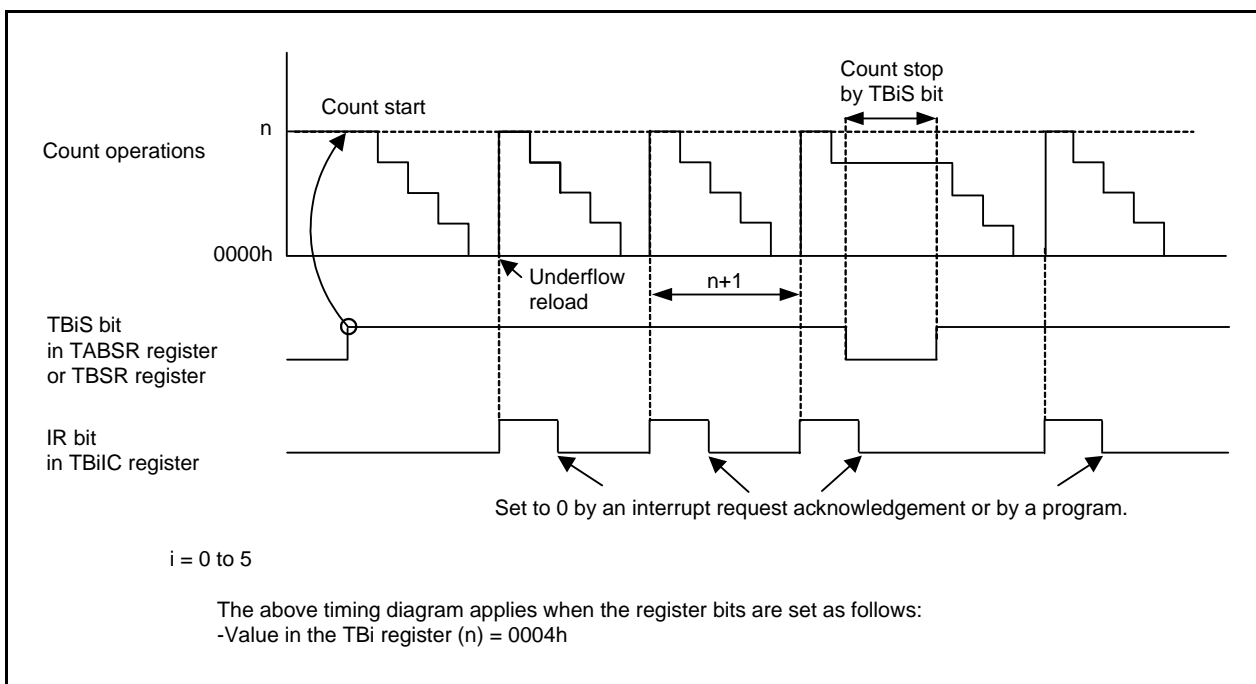 Count stop
by TBiS bit
Count start
n
Count operations
0000h
Underflow
reload
n+1
TBiS bit
in TABSR register
or TBSR register
IR bit
in TBiIC register
Set to 0 by an interrupt request acknowledgement or by a program.
i = 0 to 5
The above timing diagram applies when the register bits are set as follows:
-Value in the TBi register (n) = 0004h